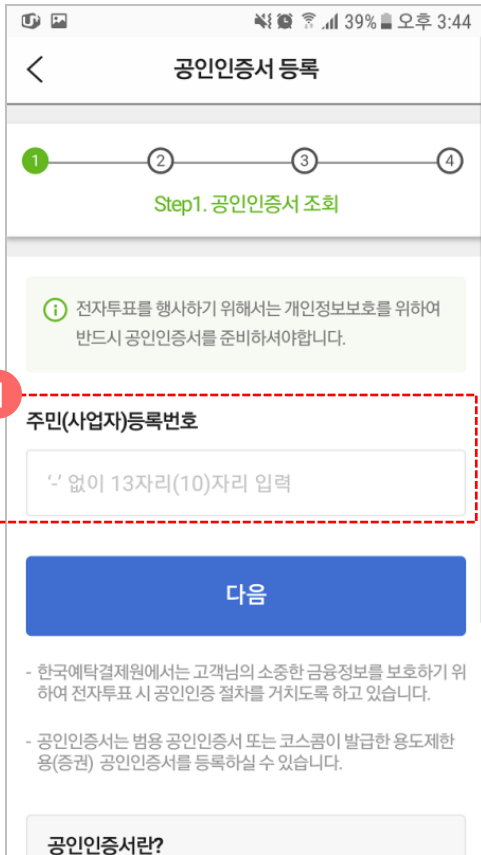 39% 오후 3:44
공인인증서 등록
1 2 3 4
Step1. 공인인증서 조회
전자투표를 행사하기 위해서는 개인정보보호를 위하여
반드시 공인인증서를 준비하셔야합니다.
1
주민(사업자)등록번호
'-' 없이 13자리(10)자리 입력
다음
- 한국예탁결제원에서는 고객님의 소중한 금융정보를 보호하기 위
하여 전자투표 시 공인인증 절차를 거치도록 하고 있습니다.
- 공인인증서는 범용 공인인증서 또는 코스콤이 발급한 용도제한
용(증권) 공인인증서를 등록하실 수 있습니다.
공인인증서란?